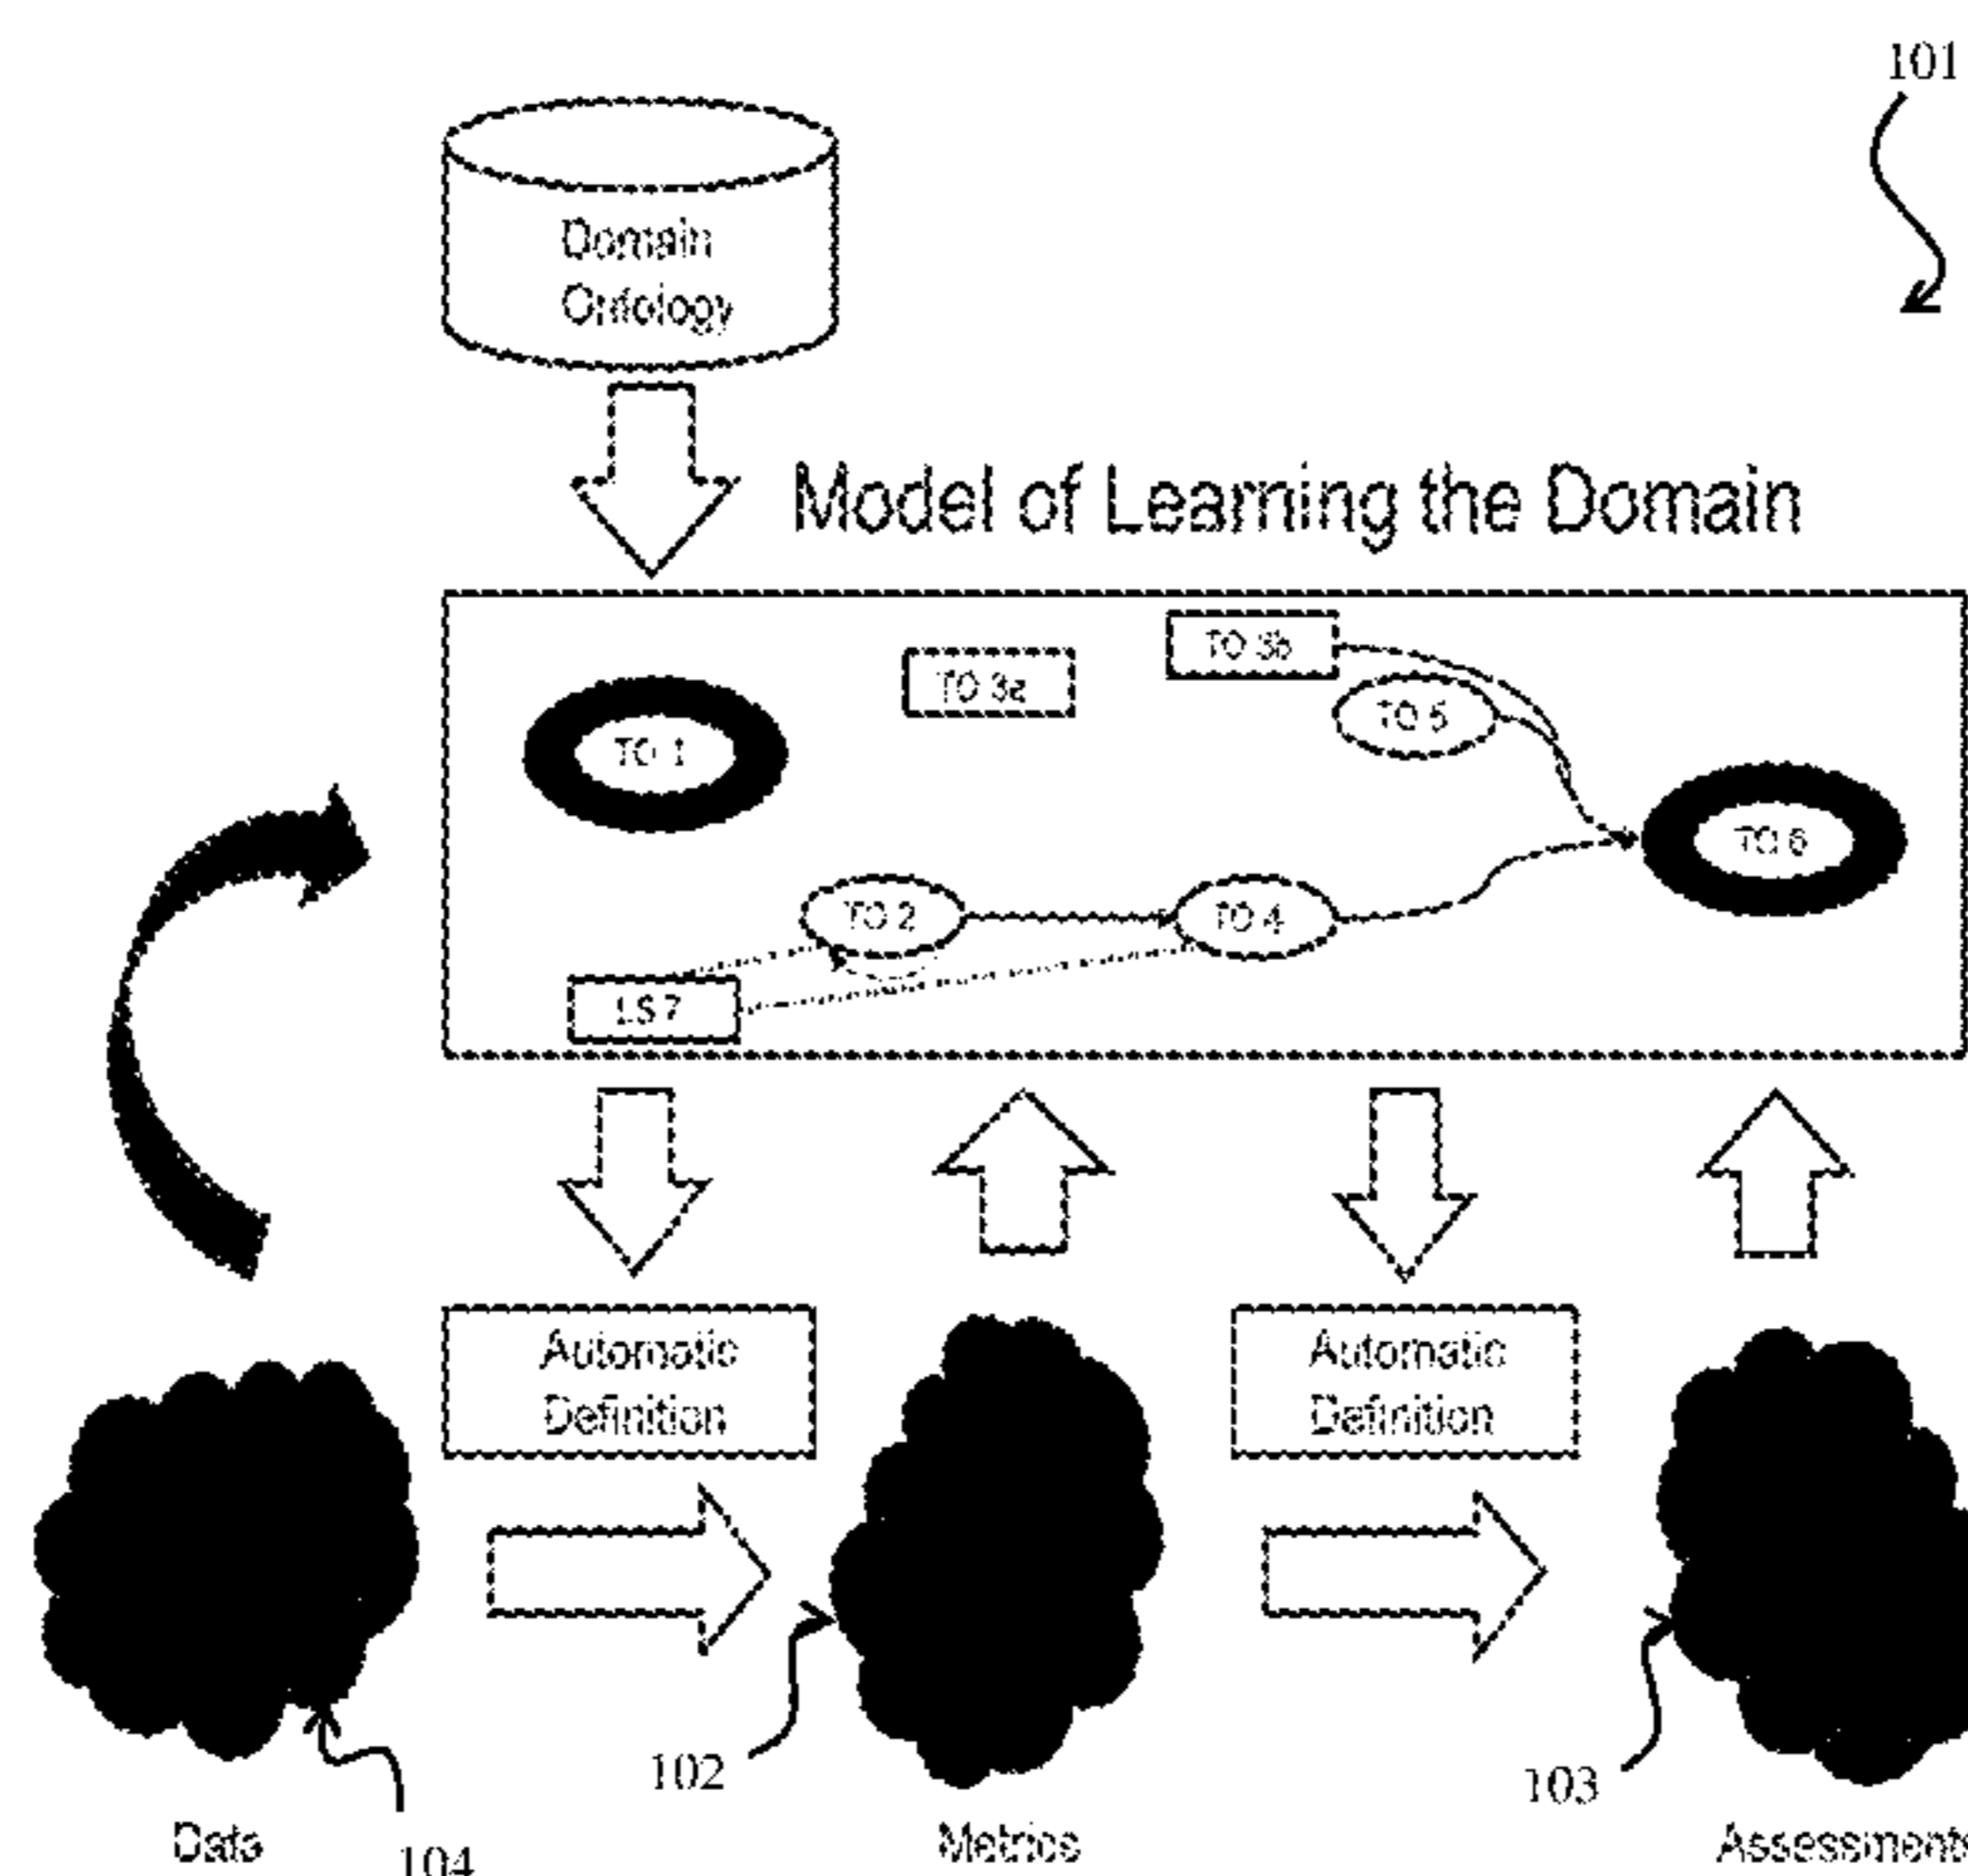 101
Domain
Ontology
Model of Learning the Domain
TO 3b
TO 3a
TO 5
TO 1
TO 6
TO 2
TO 4
LS 7
Automatic
Definition
Automatic
Definition
102
103
Data
104
Metrics
Assessments